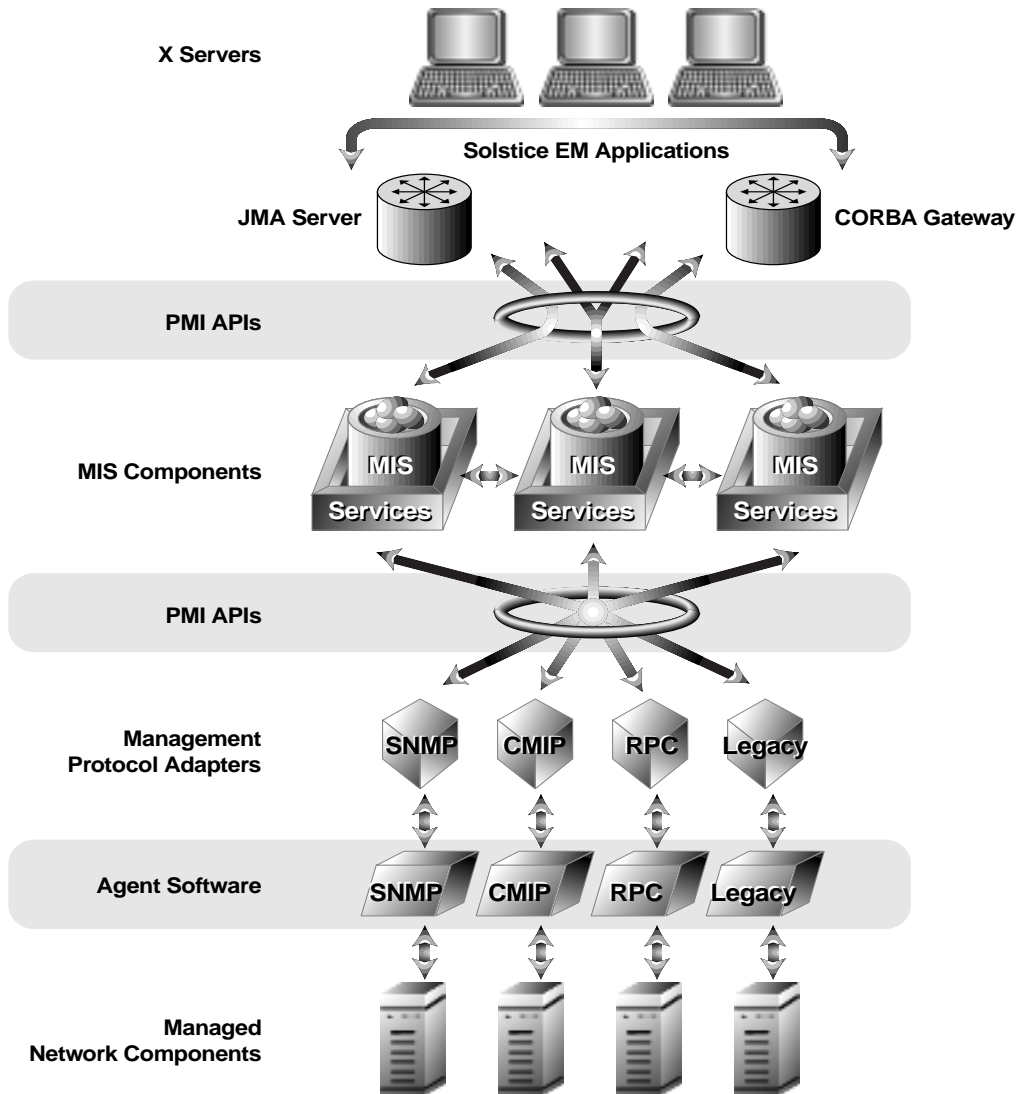 X Servers
Solstice EM Applications
JMA Server
CORBA Gateway
PMI APIs
MIS
MIS
MIS
MIS Components
Services
Services
Services
PMI APIs
Management
Protocol Adapters
SNMP
CMIP
RPC
Legacy
Agent Software
SNMP
CMIP
RPC
Legacy
Managed
Network Components